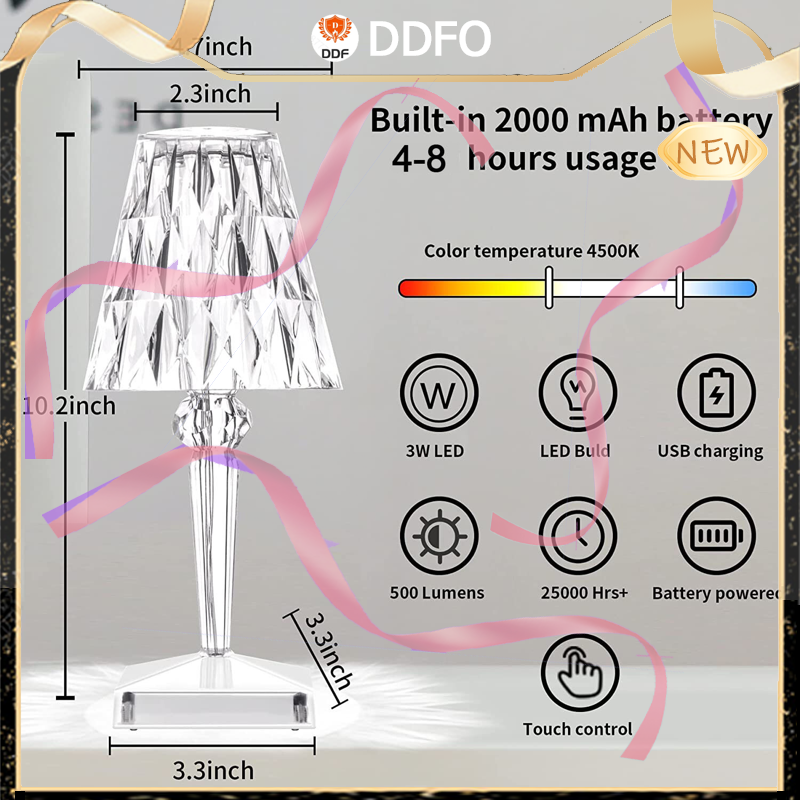 DDF
DDFO
4.7inch
2.3inch
Built-in 2000 mAh battery
4-8 hours usage
NEW
Color temperature 4500K
10.2inch
W
3W LED
LED Buld
USB charging
500 Lumens
25000 Hrs+
Battery powered
3.3inch
Touch control
3.3inch